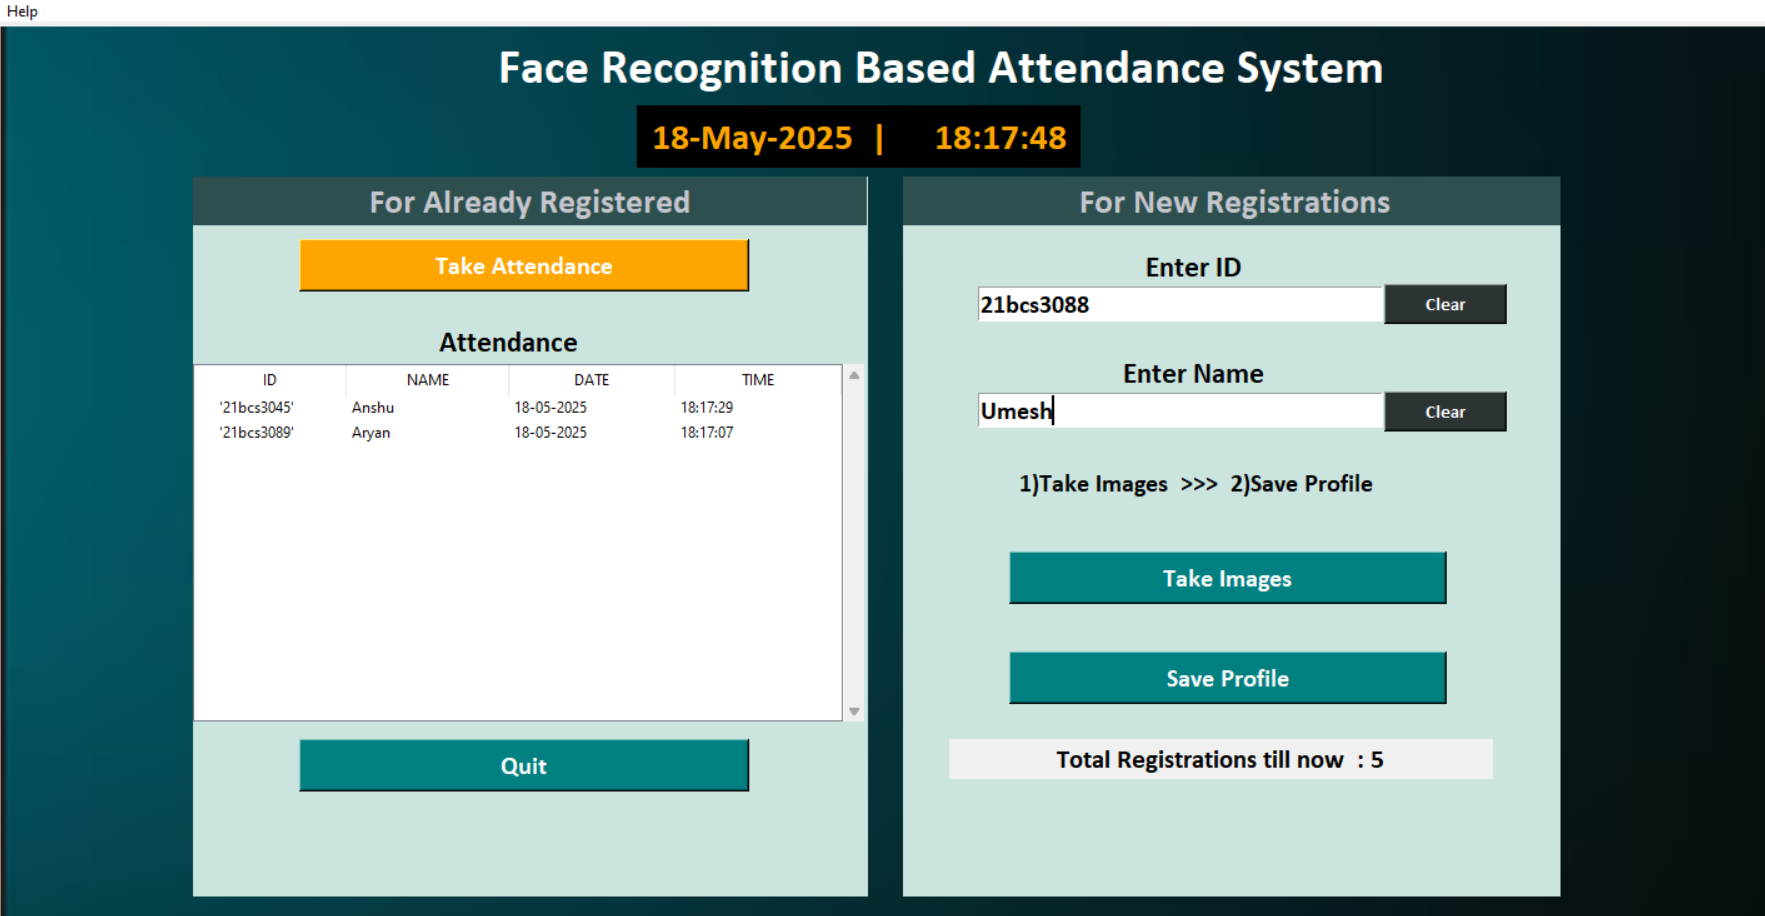 Help
Face Recognition Based Attendance System
18-May-2025 | 18:17:48
For Already Registered
Take Attendance
Attendance
ID NAME DATE TIME
'21bcs3045' Anshu 18-05-2025 18:17:29
'21bcs3089' Aryan 18-05-2025 18:17:07
Quit
For New Registrations
Enter ID
21bcs3088 Clear
Enter Name
Umesh Clear
1)Take Images >>> 2)Save Profile
Take Images
Save Profile
Total Registrations till now : 5